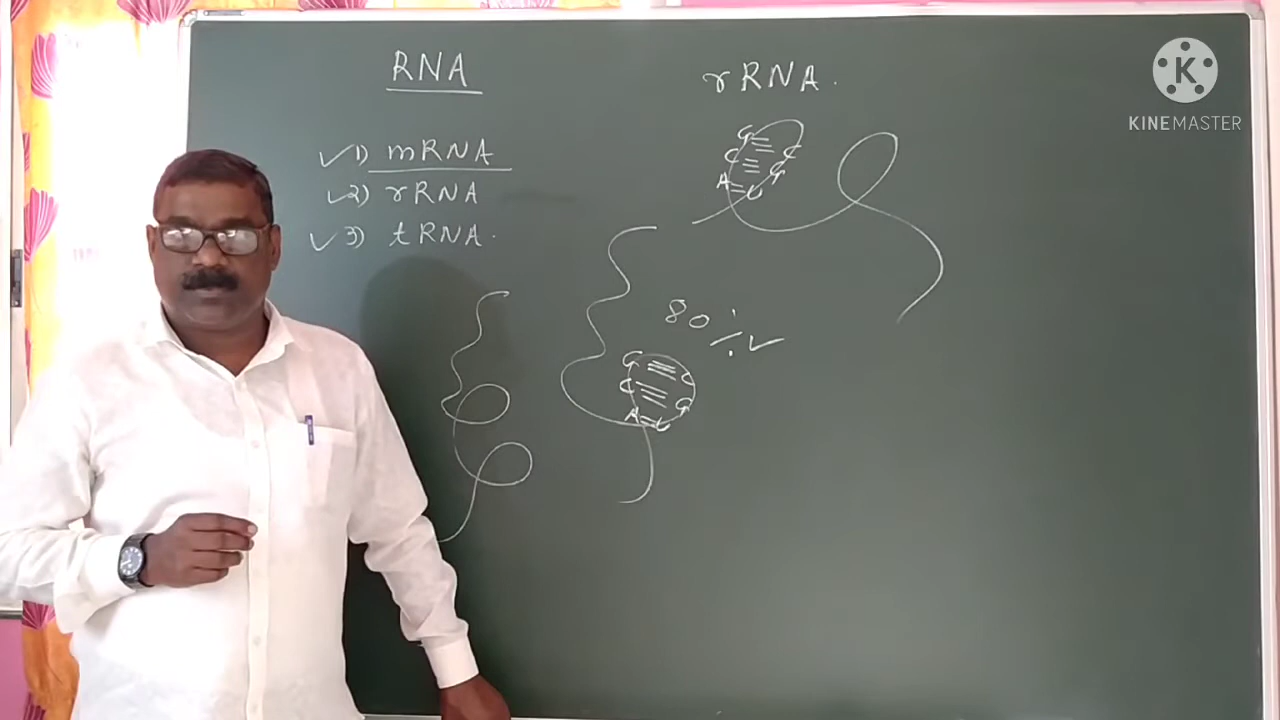 RNA
✓1) mRNA
✓2) rRNA
✓3) tRNA.
rRNA.
G ≡ C
C ≡ G
A = U
80 % ✓
G ≡ C
C ≡ G
A = U
K
KINEMASTER